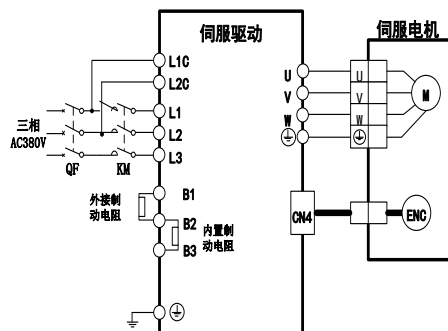 伺服驱动
伺服电机
L1C
L2C
L1
L2
L3
三相
AC380V
QF
KM
外接制
动电阻
B1
B2
B3
内置制
动电阻
U
V
W
U
V
W
M
CN4
ENC